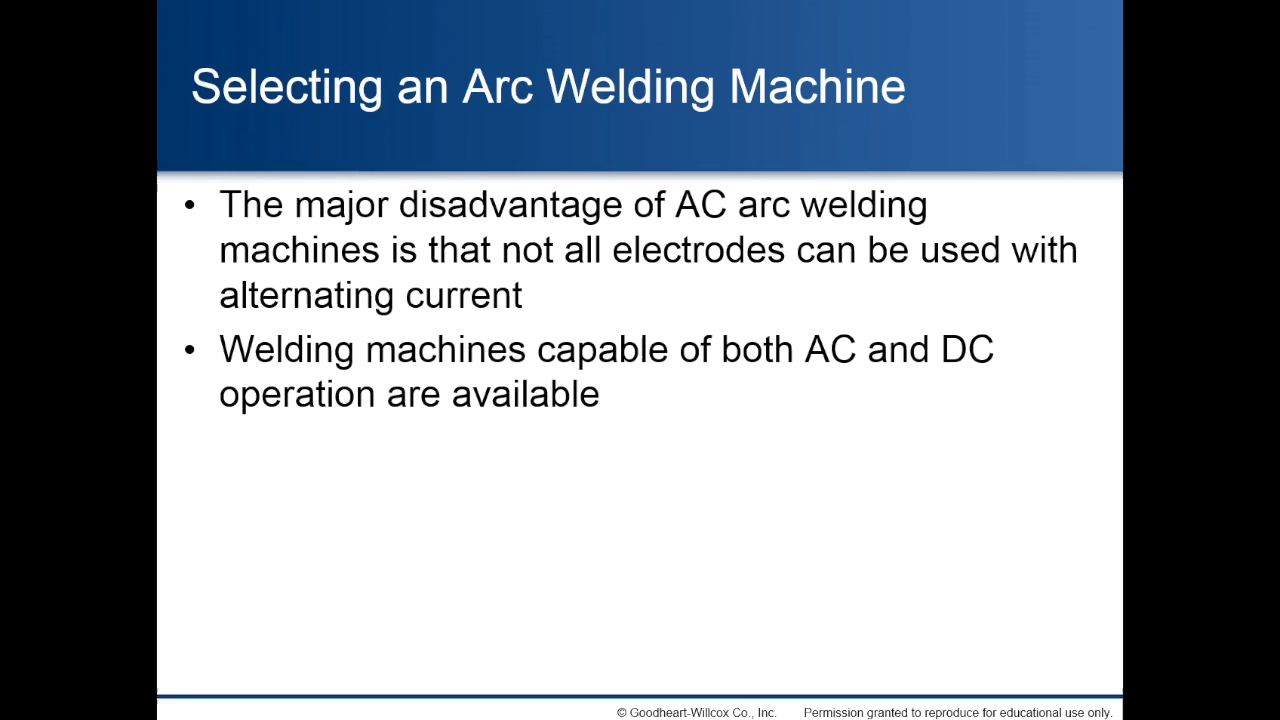 Selecting an Arc Welding Machine
• The major disadvantage of AC arc welding
machines is that not all electrodes can be used with
alternating current
• Welding machines capable of both AC and DC
operation are available
© Goodheart-Willcox Co., Inc. Permission granted to reproduce for educational use only.